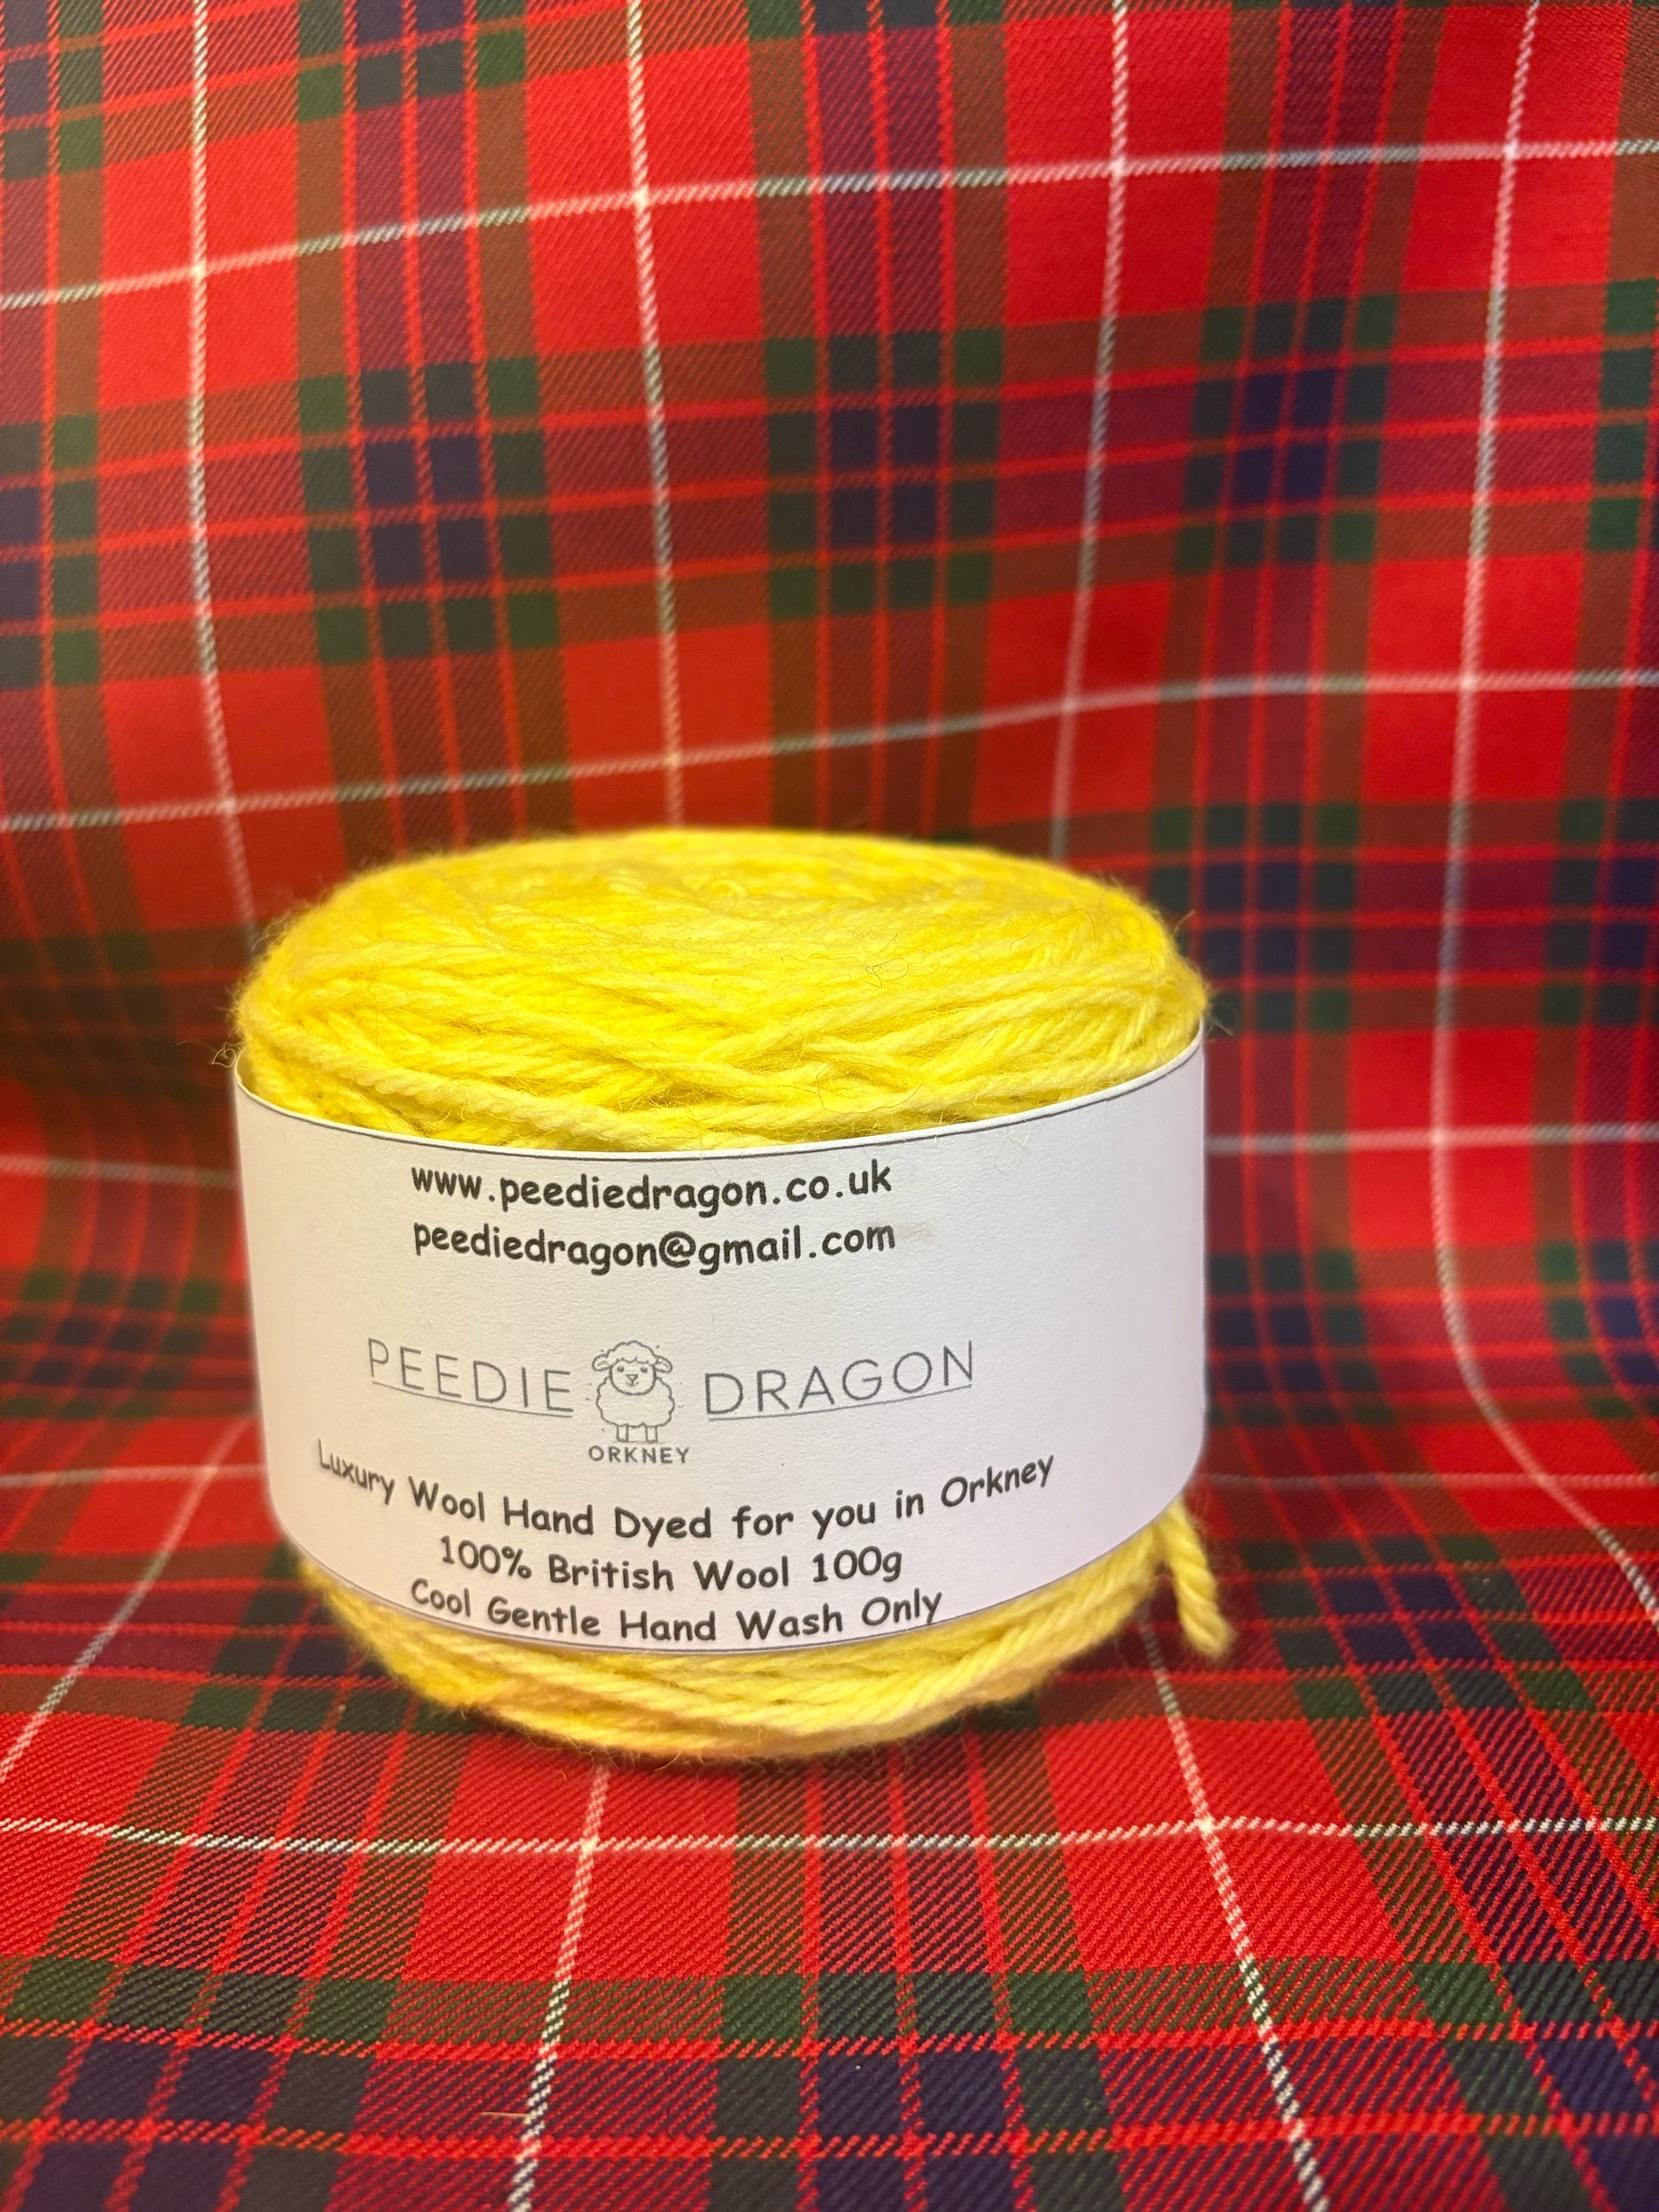 www.peediedragon.co.uk
peediedragon@gmail.com
PEEDIE DRAGON
ORKNEY
Luxury Wool Hand Dyed for you in Orkney
100% British Wool 100g
Cool Gentle Hand Wash Only